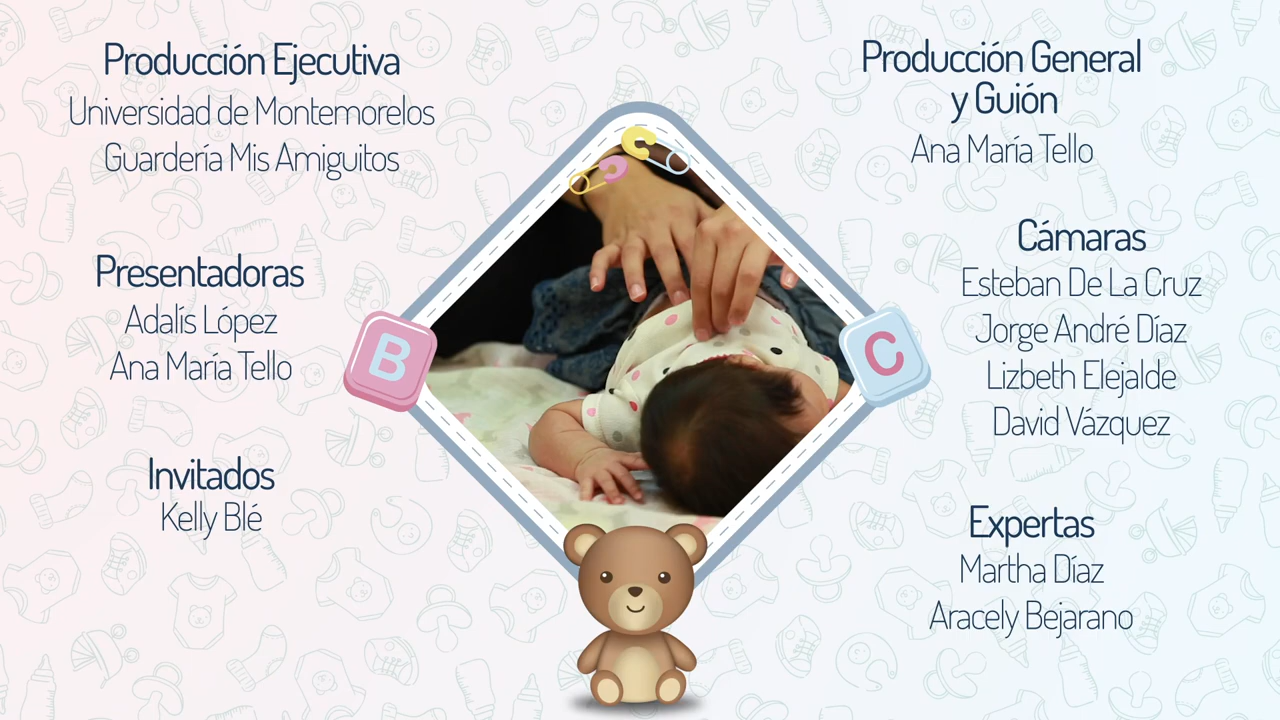 Producción Ejecutiva
Universidad de Montemorelos
Guardería Mis Amiguitos
Presentadoras
Adalís López
Ana María Tello
Invitados
Kelly Blé
B
C
Producción General
y Guión
Ana María Tello
Cámaras
Esteban De La Cruz
Jorge André Díaz
Lizbeth Elejalde
David Vázquez
Expertas
Martha Díaz
Aracely Bejarano